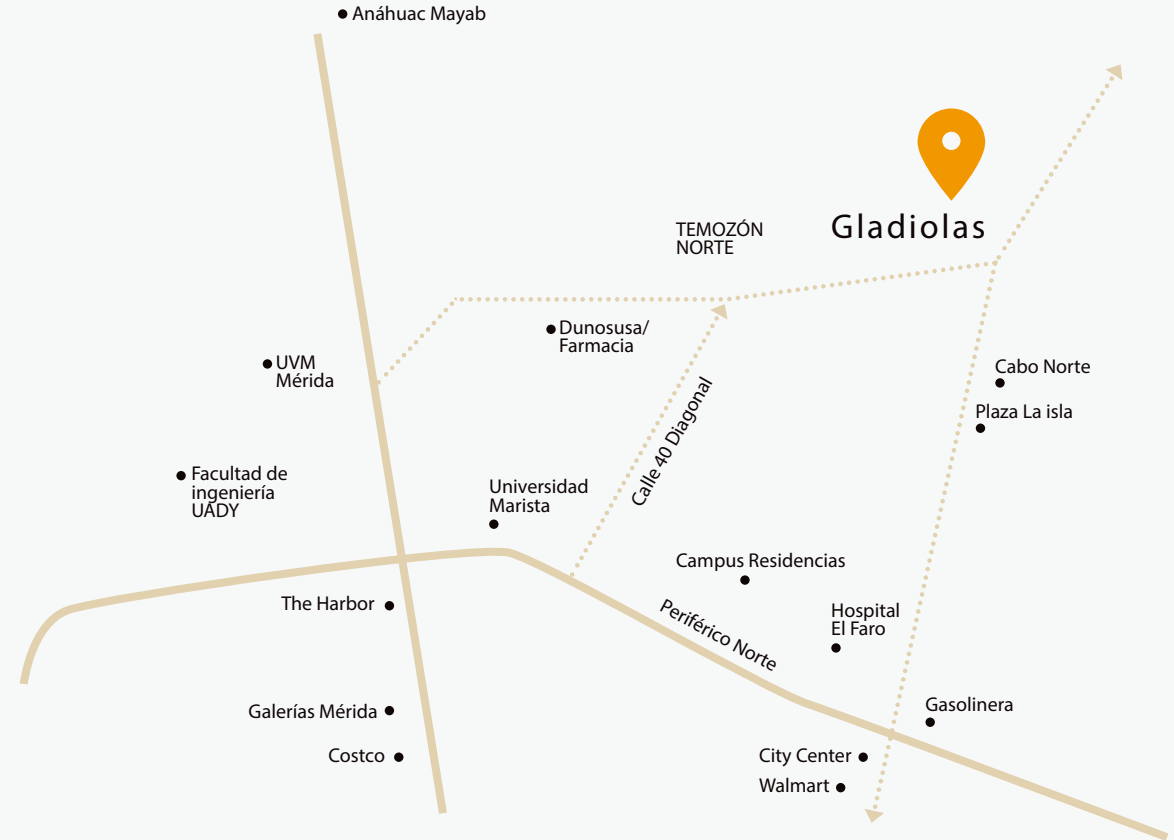 Anáhuac Mayab
TEMOZÓN
NORTE
Gladiolas
Dunosusa/
Farmacia
UVM
Mérida
Cabo Norte
Plaza La isla
Calle 40 Diagonal
Facultad de
ingeniería
UADY
Universidad
Marista
Campus Residencias
The Harbor
Periférico Norte
Hospital
El Faro
Galerías Mérida
Gasolinera
Costco
City Center
Walmart